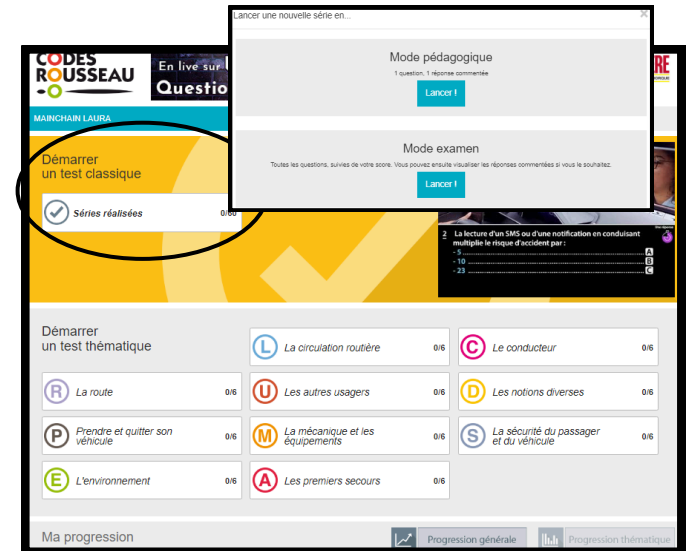 Lancer une nouvelle série en...
×
Mode pédagogique
1 question, 1 réponse commentée
Lancer !
Mode examen
Toutes les questions, suivies de votre score. Vous pouvez ensuite visualiser les réponses commentées si vous le souhaitez.
Lancer !
CODES
ROUSSEAU
En live sur
Questio
RE
MAINCHAIN LAURA
Démarrer
un test classique
Séries réalisées 0/60
2 La lecture d'un SMS ou d'une notification en conduisant
multiplie le risque d'accident par :
- 5 A
- 10 B
- 23 C
Démarrer
un test thématique
L La circulation routière 0/6
C Le conducteur 0/6
R La route 0/6
U Les autres usagers 0/6
D Les notions diverses 0/6
P Prendre et quitter son
véhicule 0/6
M La mécanique et les
équipements 0/6
S La sécurité du passager
et du véhicule 0/6
E L'environnement 0/6
A Les premiers secours 0/6
Ma progression
Progression générale
Progression thématique